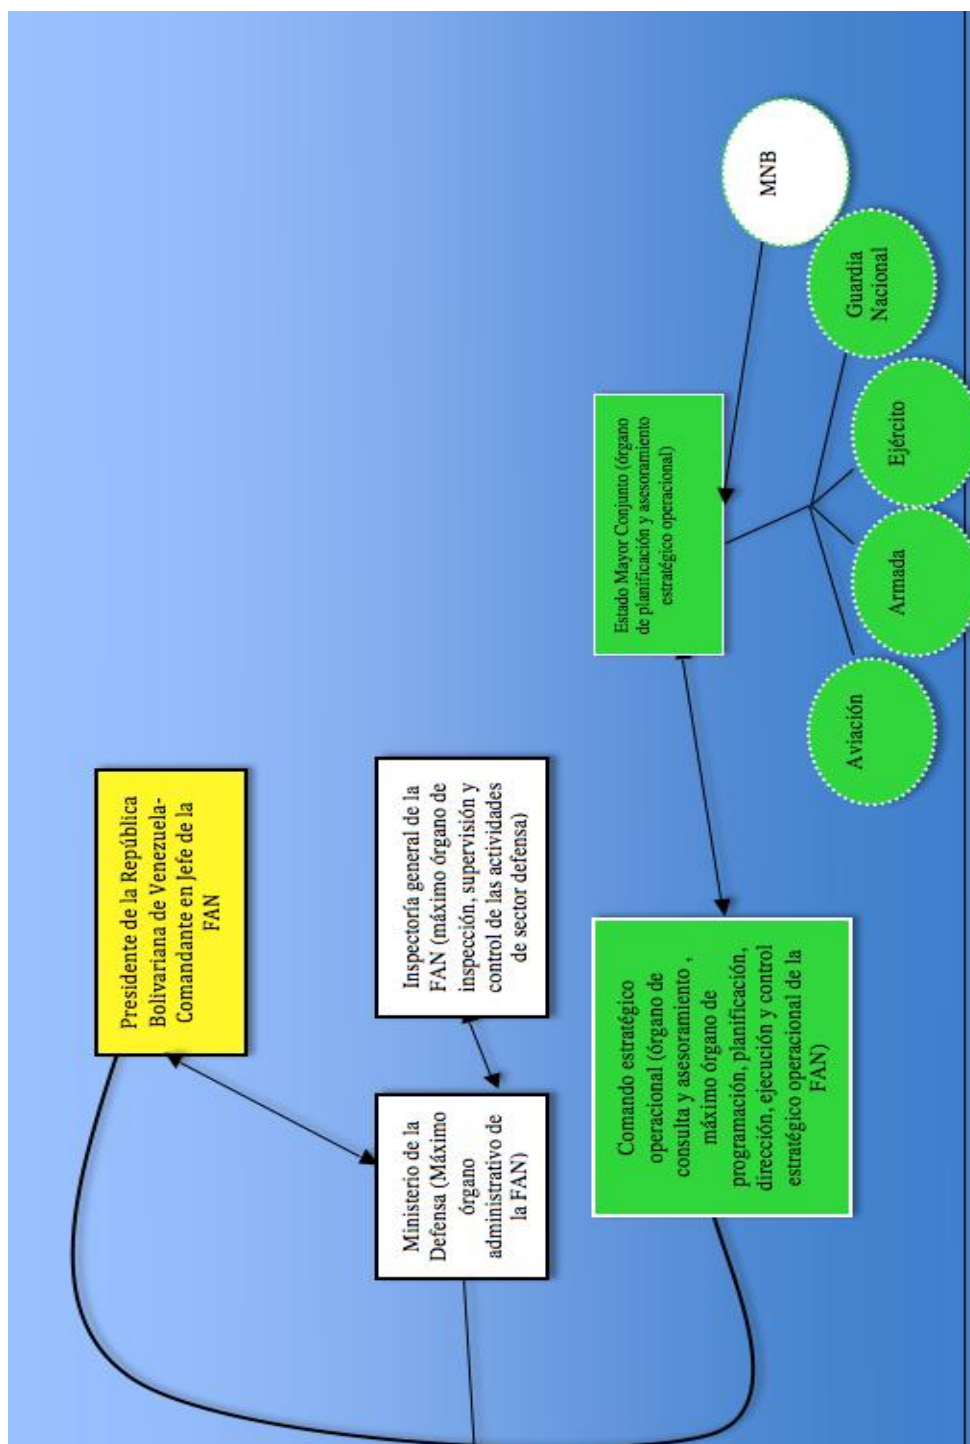 Presidente de la República
Bolivariana de Venezuela-
Comandante en Jefe de la
FAN
Ministerio de la
Defensa (Máximo
órgano
administrativo de
la FAN)
Inspectoría general de la
FAN (máximo órgano de
inspección, supervisión y
control de las actividades
de sector defensa)
Comando estratégico
operacional (órgano de
consulta y asesoramiento ,
máximo órgano de
programación, planificación,
dirección, ejecución y control
estratégico operacional de la
FAN)
Estado Mayor Conjunto (órgano
de planificación y asesoramiento
estratégico operacional)
Aviación
Armada
Ejército
Guardia
Nacional
MNB